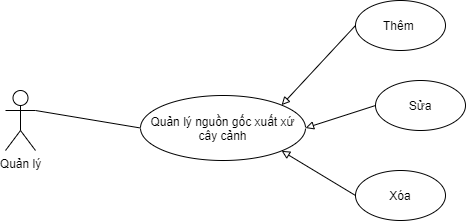 Thêm
Quản lý nguồn gốc xuất xứ
cây cảnh
Sửa
Quản lý
Xóa